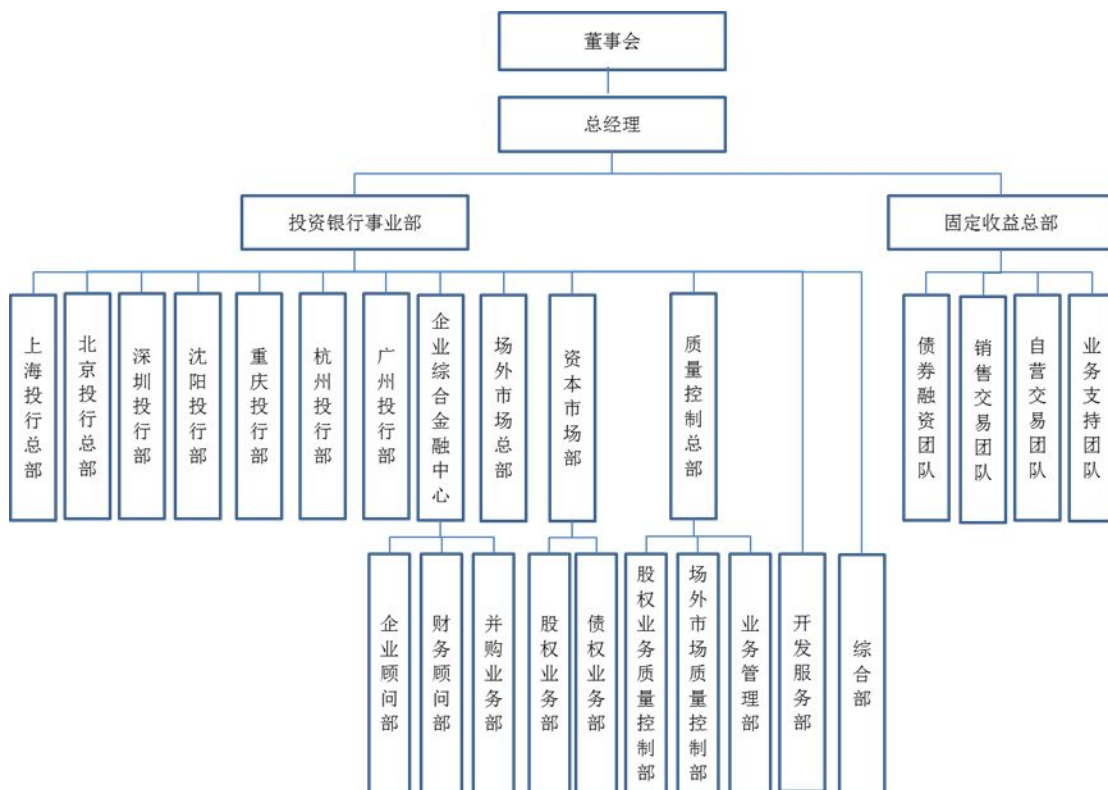 董事会
总经理
投资银行事业部
固定收益总部
上海投行总部
北京投行总部
深圳投行部
沈阳投行部
重庆投行部
杭州投行部
广州投行部
企业综合金融中心
场外市场总部
资本市场部
质量控制总部
债券融资团队
销售交易团队
自营交易团队
业务支持团队
企业顾问部
财务顾问部
并购业务部
股权业务部
债权业务部
股权业务质量控制部
场外市场质量控制部
业务管理部
开发服务部
综合部